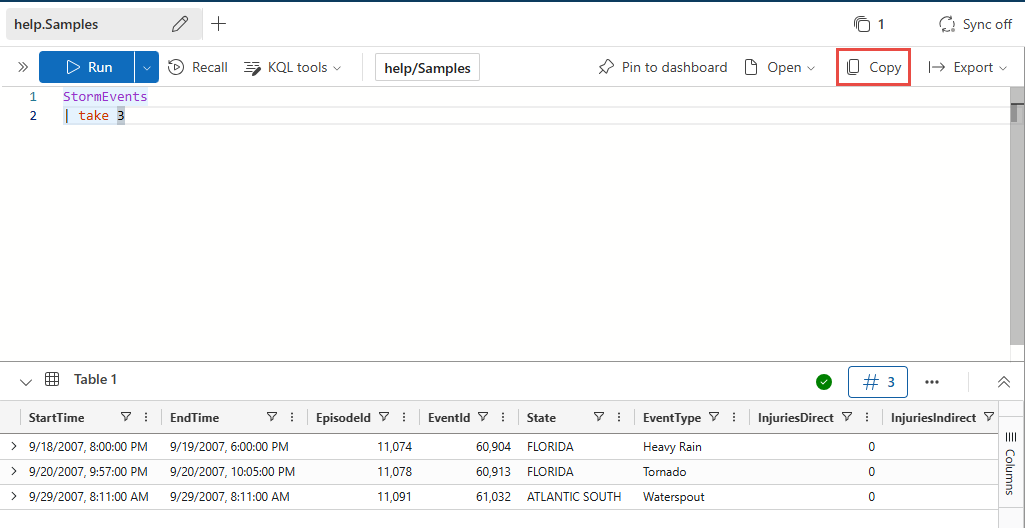 help.Samples 1 Sync off
Run Recall KQL tools help/Samples Pin to dashboard Open Copy Export
1 StormEvents
2 | take 3
Table 1 3
StartTime EndTime EpisodeId EventId State EventType InjuriesDirect InjuriesIndirect
9/18/2007, 8:00:00 PM 9/19/2007, 6:00:00 PM 11,074 60,904 FLORIDA Heavy Rain 0
9/20/2007, 9:57:00 PM 9/20/2007, 10:05:00 PM 11,078 60,913 FLORIDA Tornado 0
9/29/2007, 8:11:00 AM 9/29/2007, 8:11:00 AM 11,091 61,032 ATLANTIC SOUTH Waterspout 0
Columns